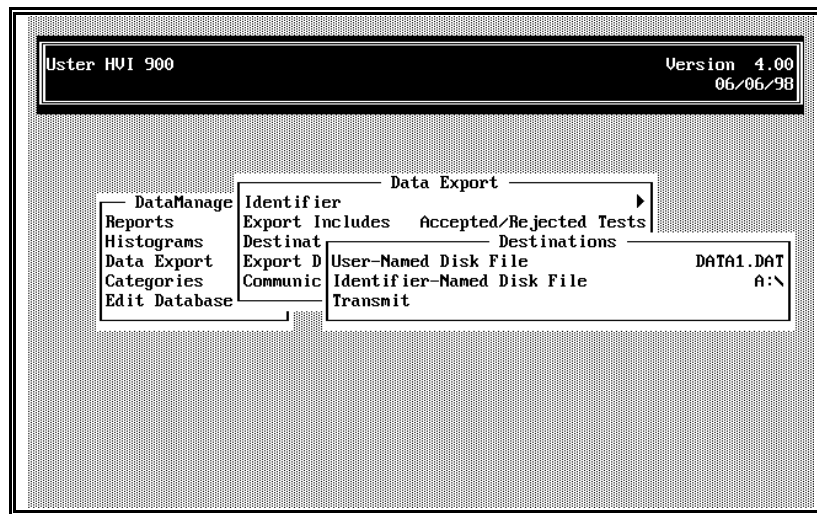 Uster HVI 900 Version 4.00
06/06/98
Data Export
DataManage
Identifier
Reports
Export Includes Accepted/Rejected Tests
Histograms
Destinat
Destinations
Data Export
Export D
User-Named Disk File DATA1.DAT
Categories
Communic
Identifier-Named Disk File A:\
Edit Database
Transmit